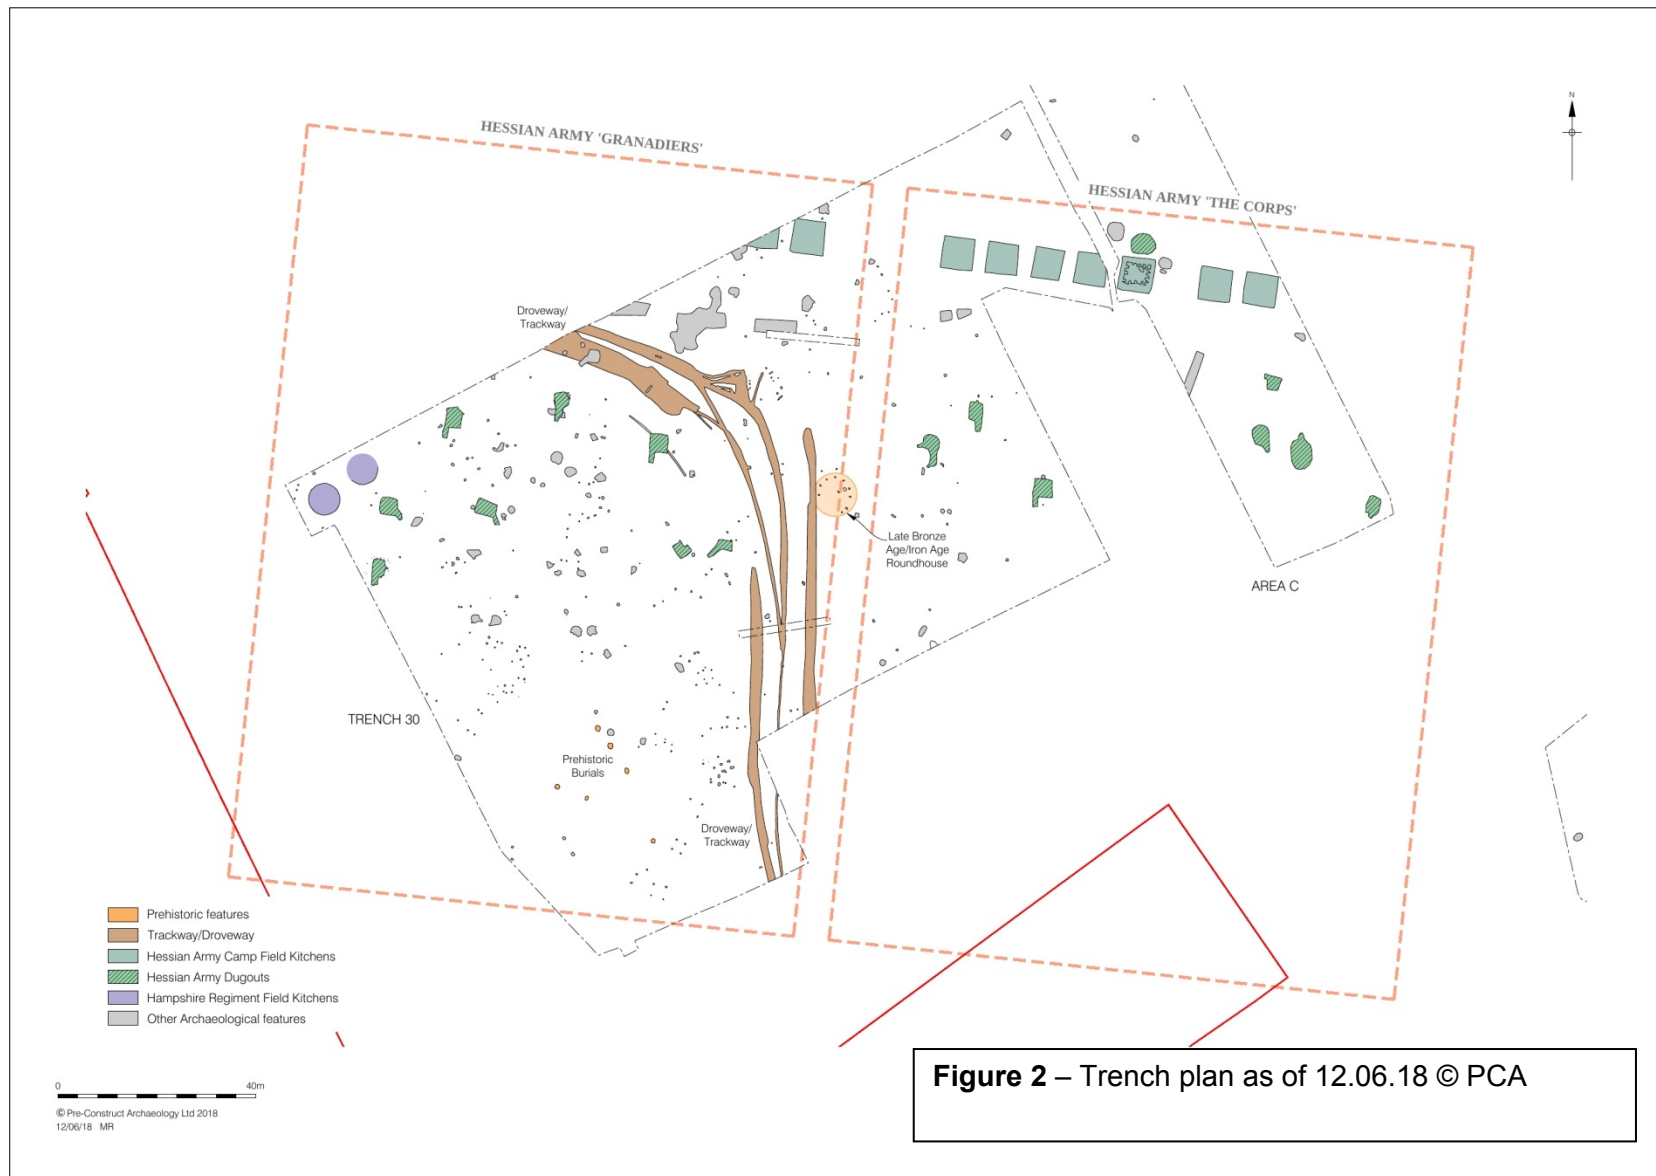 HESSIAN ARMY 'GRANADIERS'
N
HESSIAN ARMY 'THE CORPS'
Droveway/
Trackway
Late Bronze
Age/Iron Age
Roundhouse
AREA C
TRENCH 30
Prehistoric
Burials
Droveway/
Trackway
Prehistoric features
Trackway/Droveway
Hessian Army Camp Field Kitchens
Hessian Army Dugouts
Hampshire Regiment Field Kitchens
Other Archaeological features
0 40m
© Pre-Construct Archaeology Ltd 2018
12/06/18 MR
Figure 2 – Trench plan as of 12.06.18 © PCA